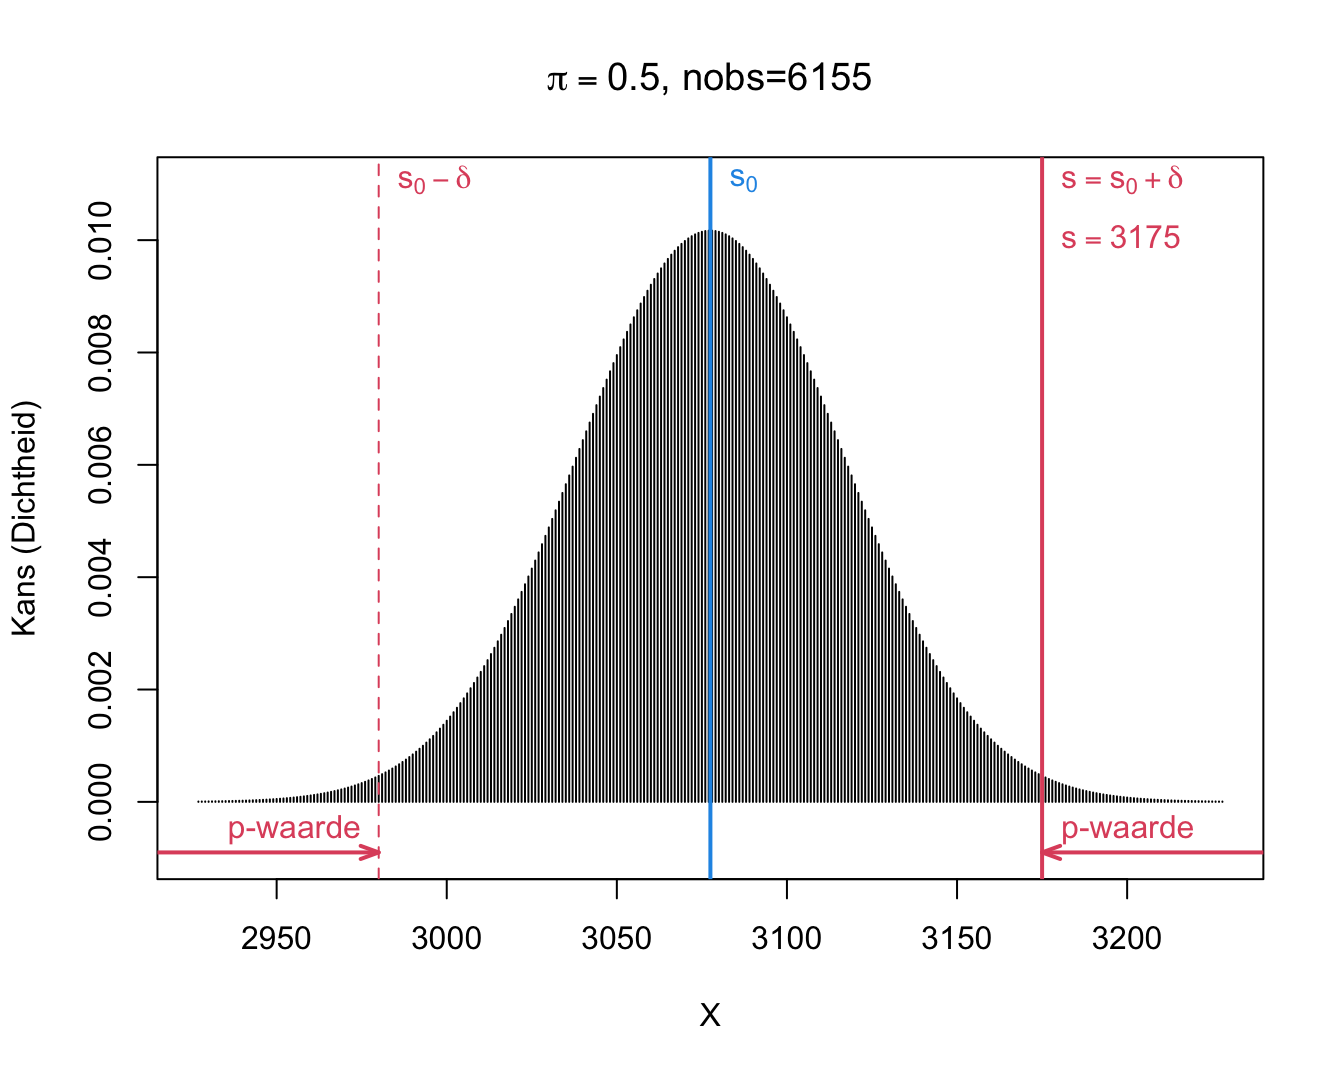 π = 0.5, nobs=6155
s₀ − δ
s₀
s = s₀ + δ
s = 3175
Kans (Dichtheid)
0.010
0.008
0.006
0.004
0.002
0.000
p-waarde
p-waarde
2950 3000 3050 3100 3150 3200
X